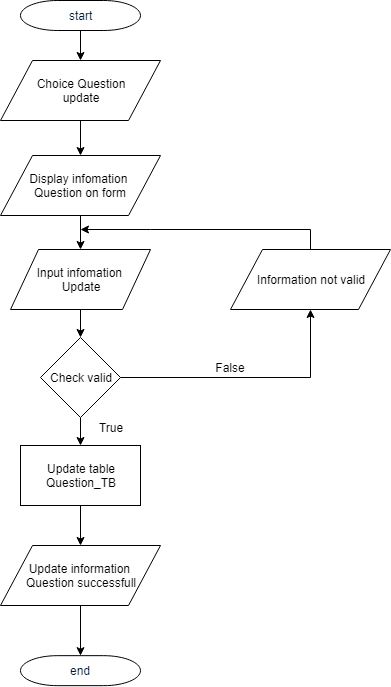 start
Choice Question
update
Display infomation
Question on form
Input infomation
Update
Information not valid
Check valid
False
True
Update table
Question_TB
Update information
Question successfull
end